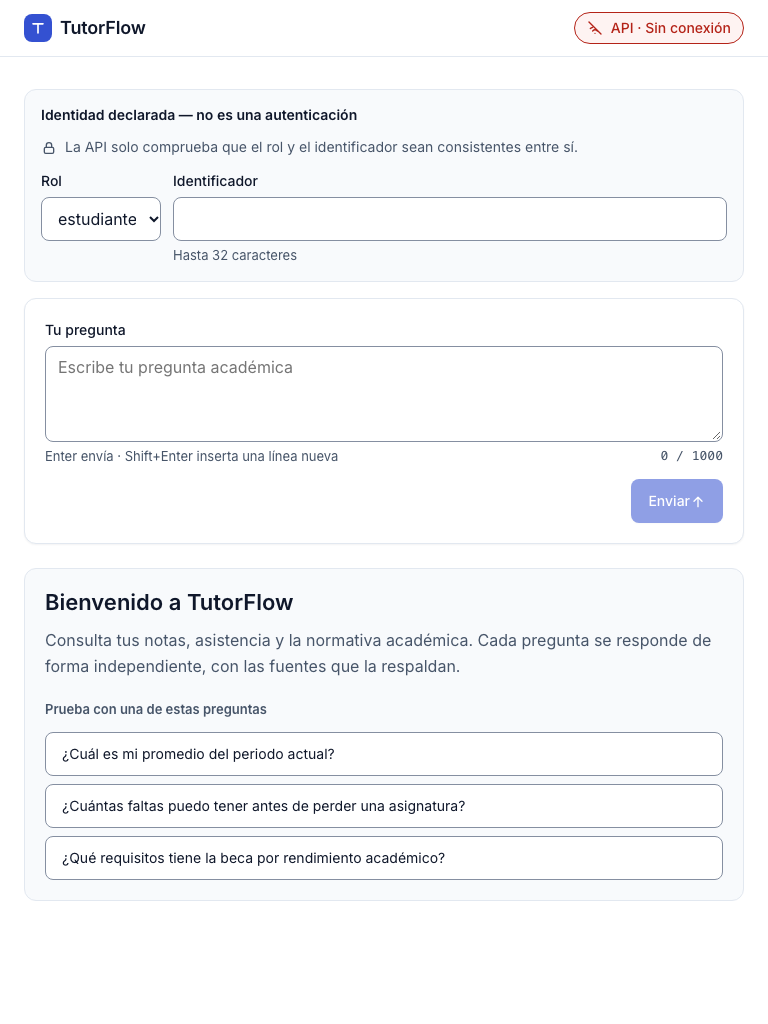 TutorFlow
API · Sin conexión
Identidad declarada — no es una autenticación
La API solo comprueba que el rol y el identificador sean consistentes entre sí.
Rol
Identificador
estudiante
Hasta 32 caracteres
Tu pregunta
Escribe tu pregunta académica
Enter envía · Shift+Enter inserta una línea nueva
0 / 1000
Enviar ↑
Bienvenido a TutorFlow
Consulta tus notas, asistencia y la normativa académica. Cada pregunta se responde de
forma independiente, con las fuentes que la respaldan.
Prueba con una de estas preguntas
¿Cuál es mi promedio del periodo actual?
¿Cuántas faltas puedo tener antes de perder una asignatura?
¿Qué requisitos tiene la beca por rendimiento académico?